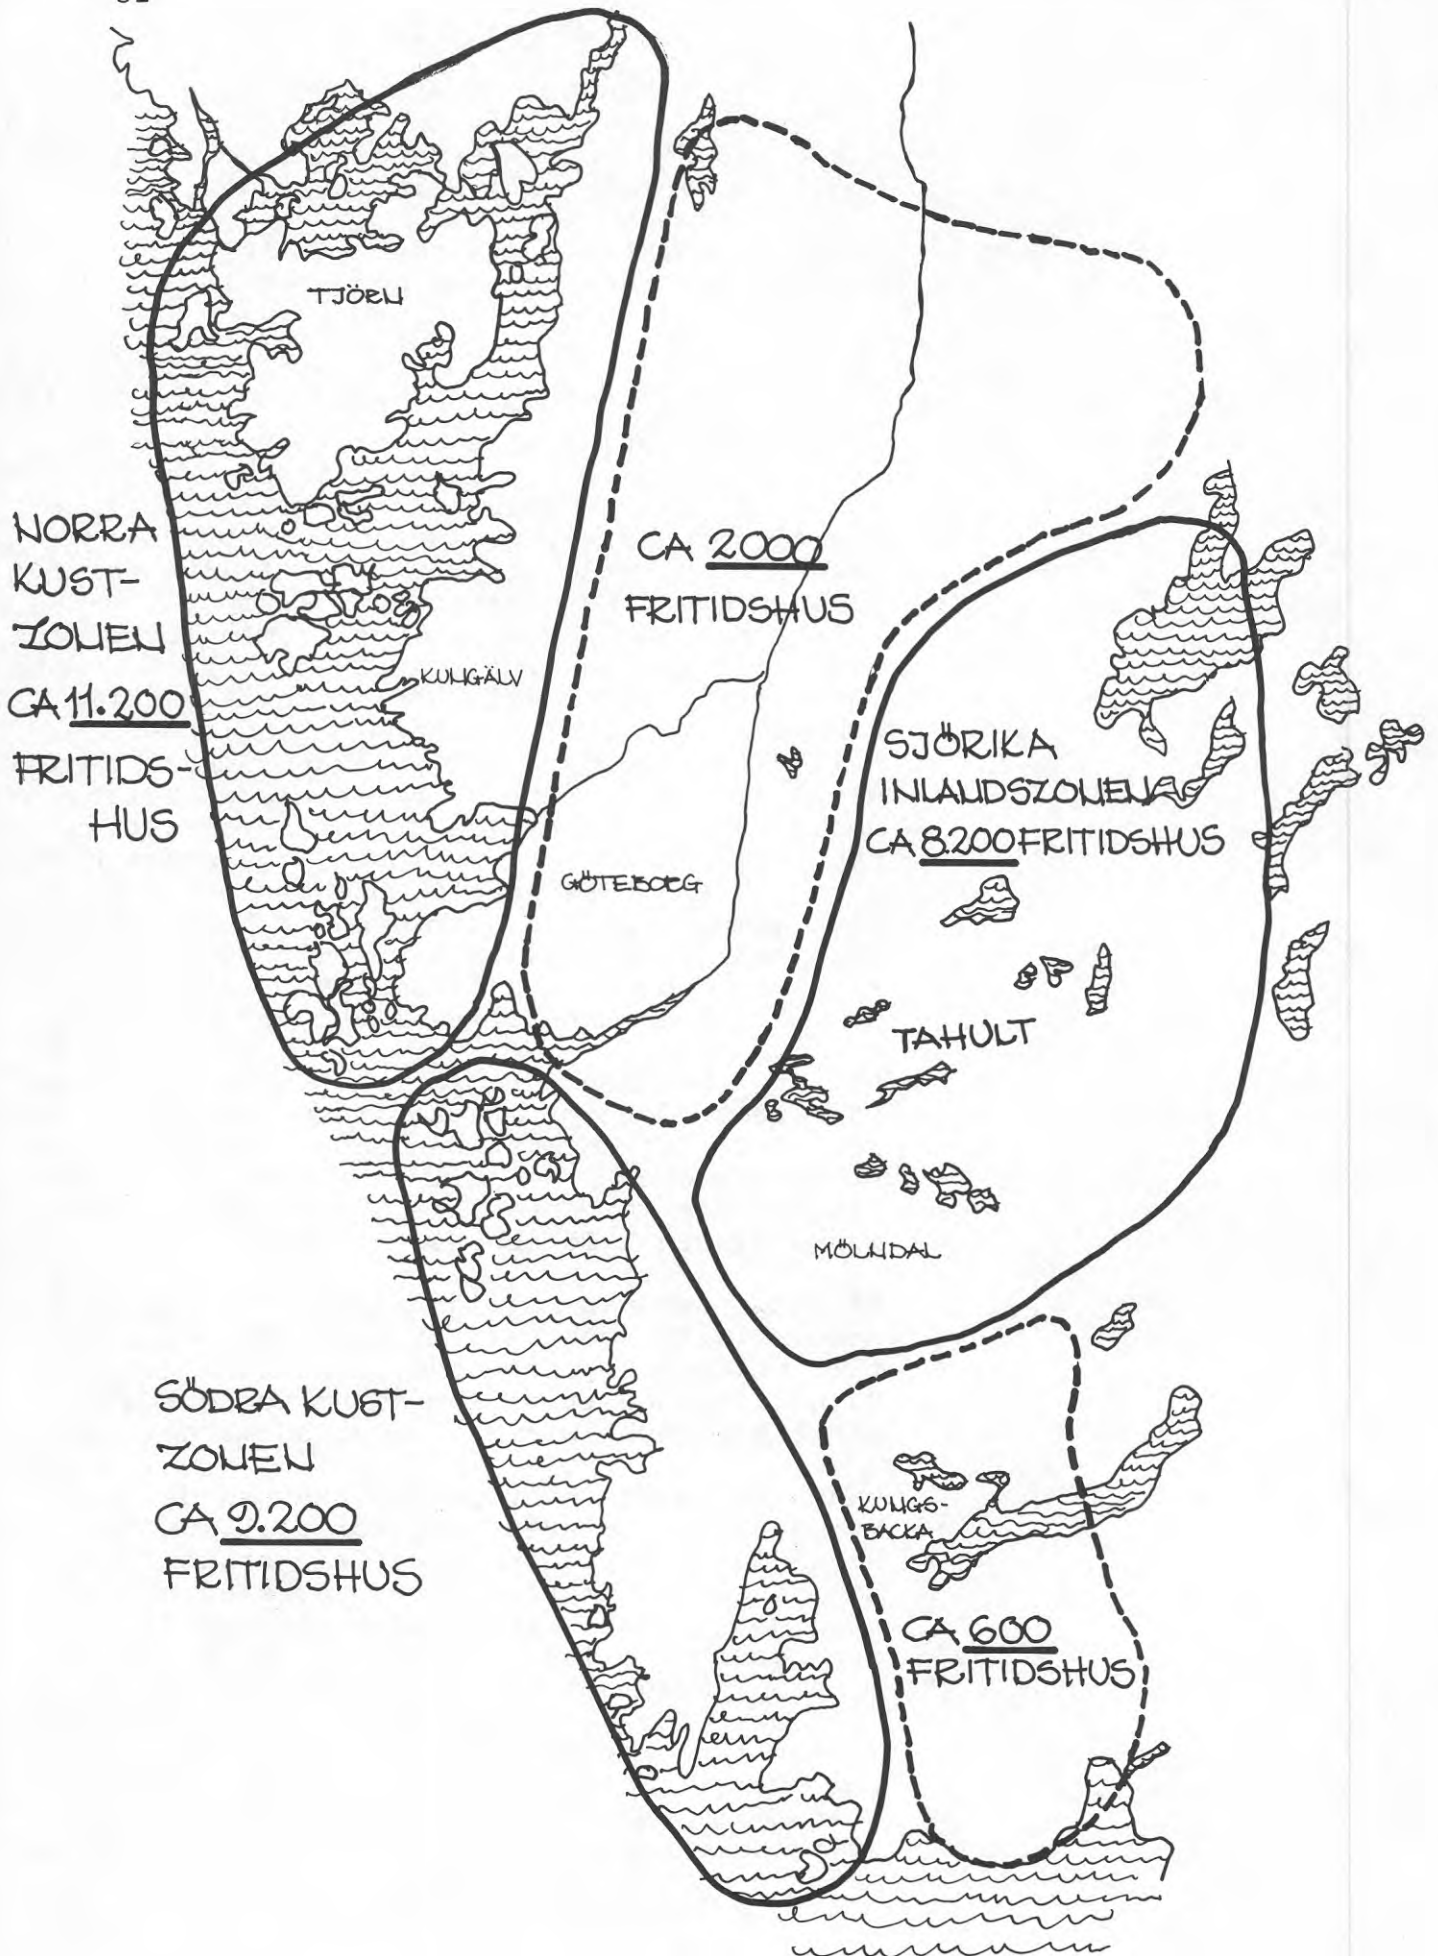 TJÖRN
NORRA
KUST-
ZONEN
CA 11.200
FRITIDS-
HUS
CA 2000
FRITIDSHUS
KUNGÄLV
SJÖRIKA
INLANDSZONEN
CA 8.200 FRITIDSHUS
GÖTEBORG
TAHULT
MÖLNDAL
SÖDRA KUST-
ZONEN
CA 9.200
FRITIDSHUS
KUNGS-
BACKA
CA 600
FRITIDSHUS